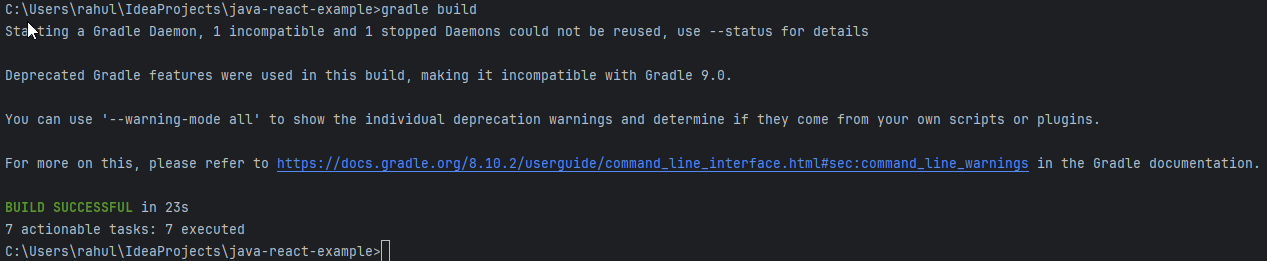 C:\Users\rahul\IdeaProjects\java-react-example>gradle build
Starting a Gradle Daemon, 1 incompatible and 1 stopped Daemons could not be reused, use --status for details
Deprecated Gradle features were used in this build, making it incompatible with Gradle 9.0.
You can use '--warning-mode all' to show the individual deprecation warnings and determine if they come from your own scripts or plugins.
For more on this, please refer to https://docs.gradle.org/8.10.2/userguide/command_line_interface.html#sec:command_line_warnings in the Gradle documentation.
BUILD SUCCESSFUL in 23s
7 actionable tasks: 7 executed
C:\Users\rahul\IdeaProjects\java-react-example>